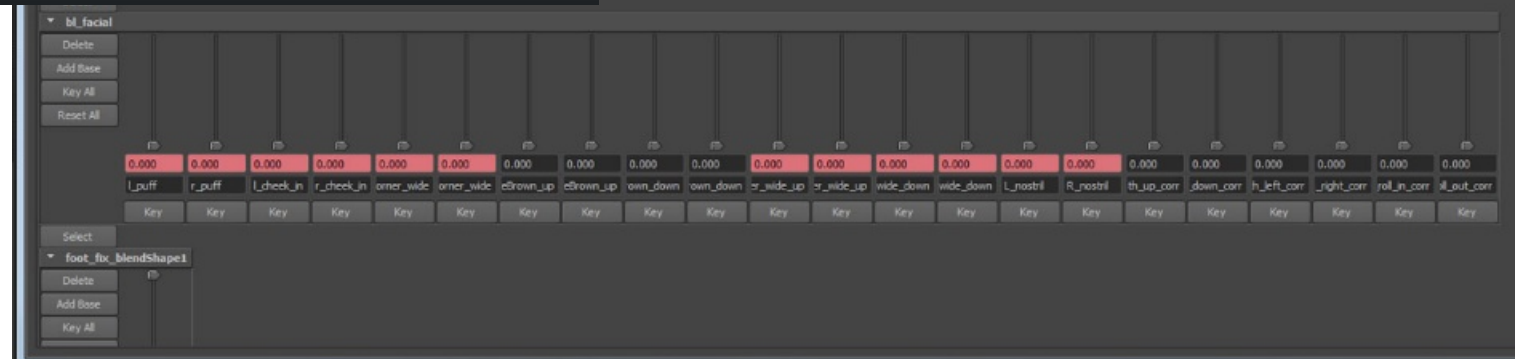 bl_facial
Delete
Add Base
Key All
Reset All
0.000 0.000 0.000 0.000 0.000 0.000 0.000 0.000 0.000 0.000 0.000 0.000 0.000 0.000 0.000 0.000 0.000 0.000 0.000 0.000 0.000 0.000
l_puff r_puff l_cheek_in r_cheek_in orner_wide orner_wide eBrown_up eBrown_up own_down own_down er_wide_up er_wide_up wide_down wide_down L_nostril R_nostril th_up_corr _down_corr h_left_corr _right_corr roll_in_corr ll_out_corr
Key Key Key Key Key Key Key Key Key Key Key Key Key Key Key Key Key Key Key Key Key Key
Select
foot_fix_blendShape1
Delete
Add Base
Key All